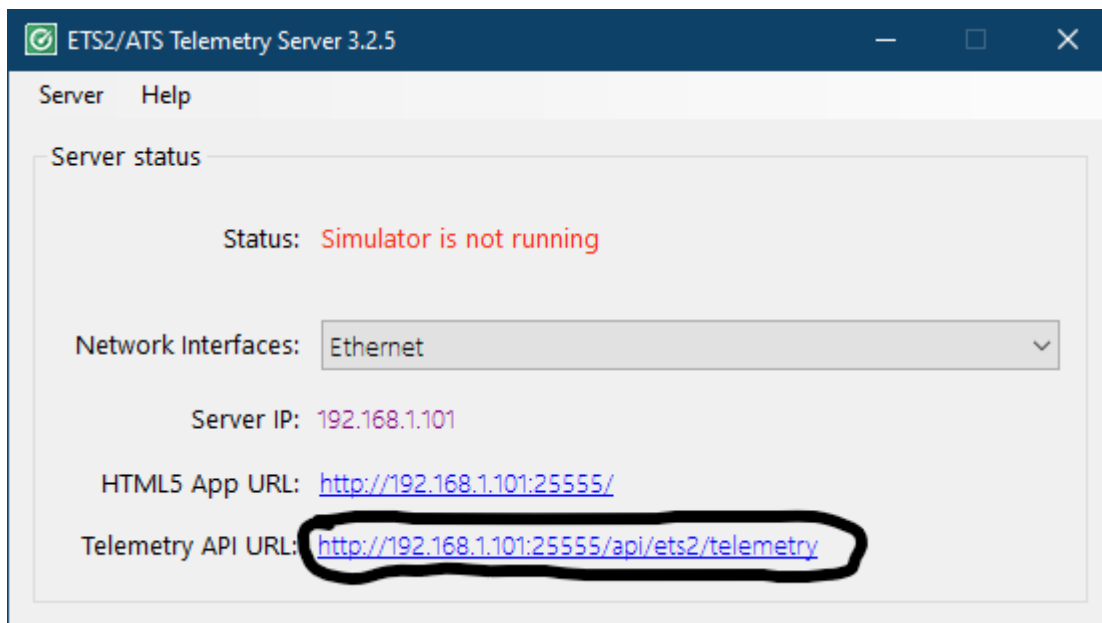 ETS2/ATS Telemetry Server 3.2.5
Server Help
Server status
Status: Simulator is not running
Network Interfaces: Ethernet
Server IP: 192.168.1.101
HTML5 App URL: http://192.168.1.101:25555/
Telemetry API URL: http://192.168.1.101:25555/api/ets2/telemetry